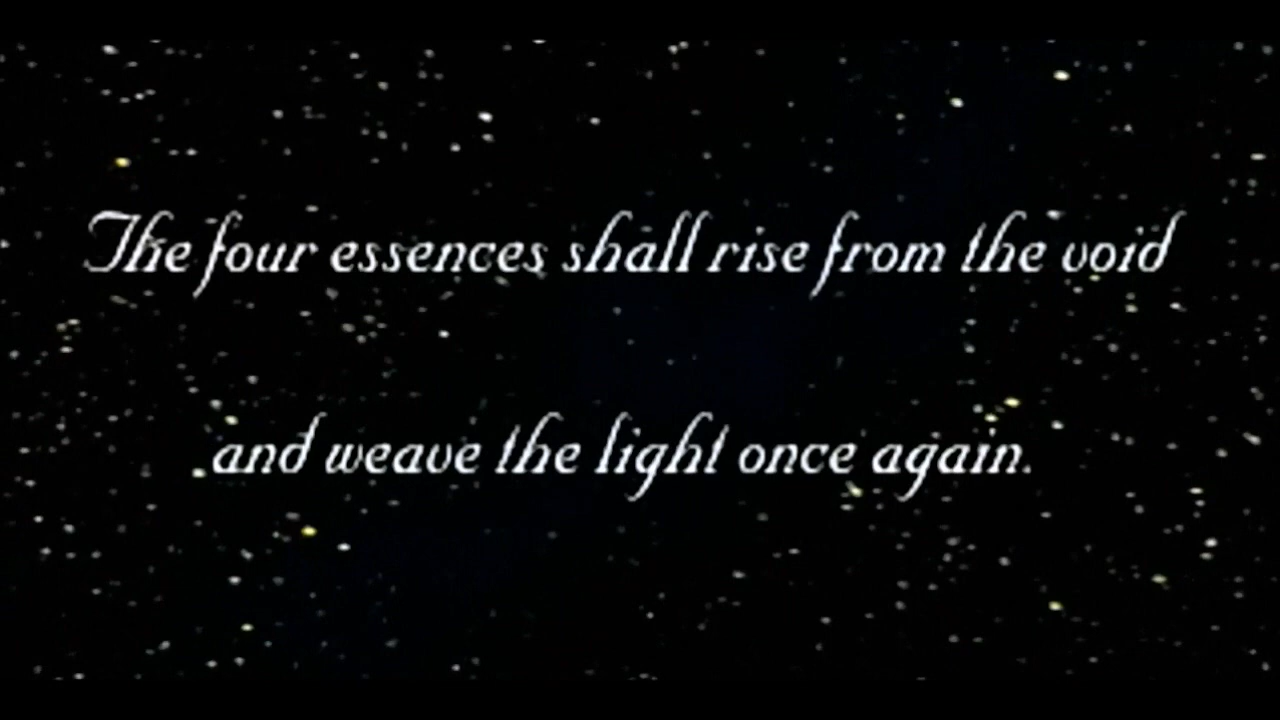 The four essences shall rise from the void
and weave the light once again.